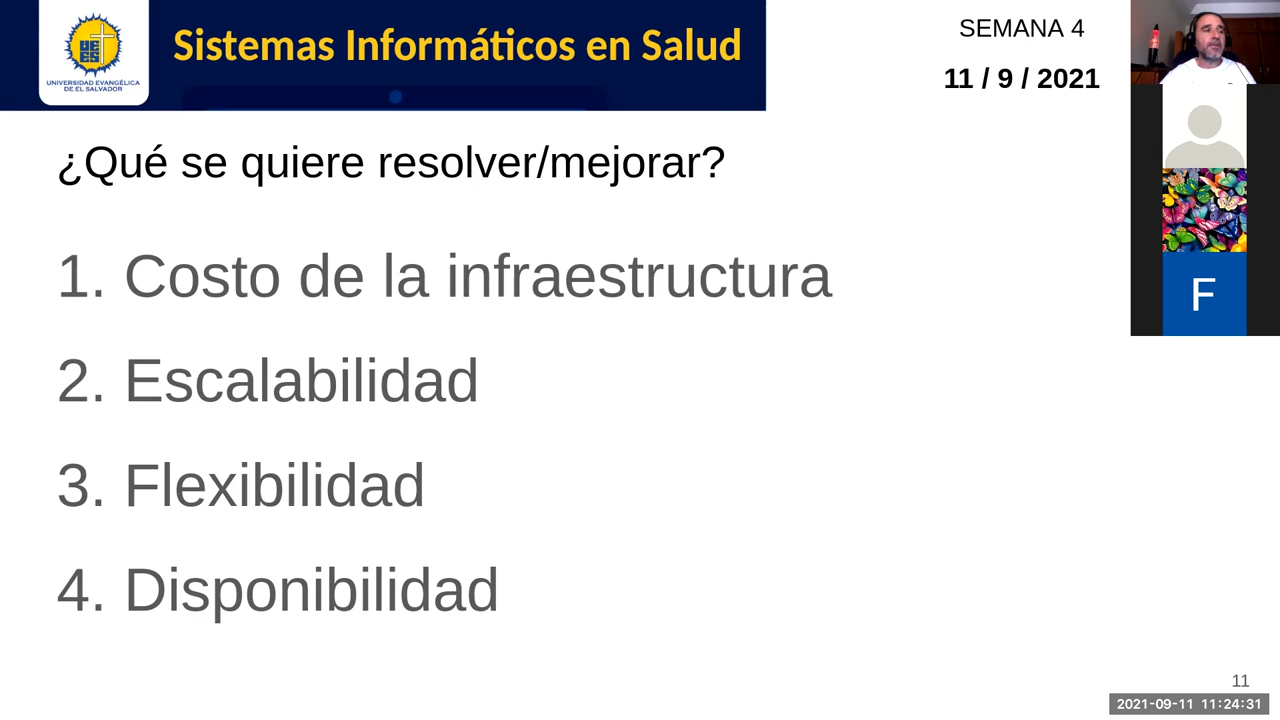 UEES
UNIVERSIDAD EVANGÉLICA
DE EL SALVADOR
Sistemas Informáticos en Salud
SEMANA 4
11 / 9 / 2021
¿Qué se quiere resolver/mejorar?
1. Costo de la infraestructura
2. Escalabilidad
3. Flexibilidad
4. Disponibilidad
F
11
2021-09-11 11:24:31